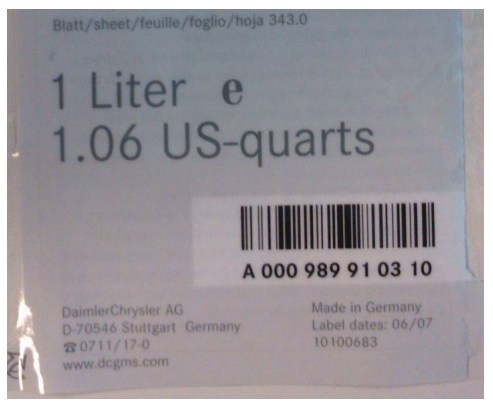 Blatt/sheet/feuille/foglio/hoja 343.0
1 Liter ℮
1.06 US-quarts
A 000 989 91 03 10
DaimlerChrysler AG
D-70546 Stuttgart Germany
☎ 0711/17-0
www.dcgms.com
Made in Germany
Label dates: 06/07
10100683